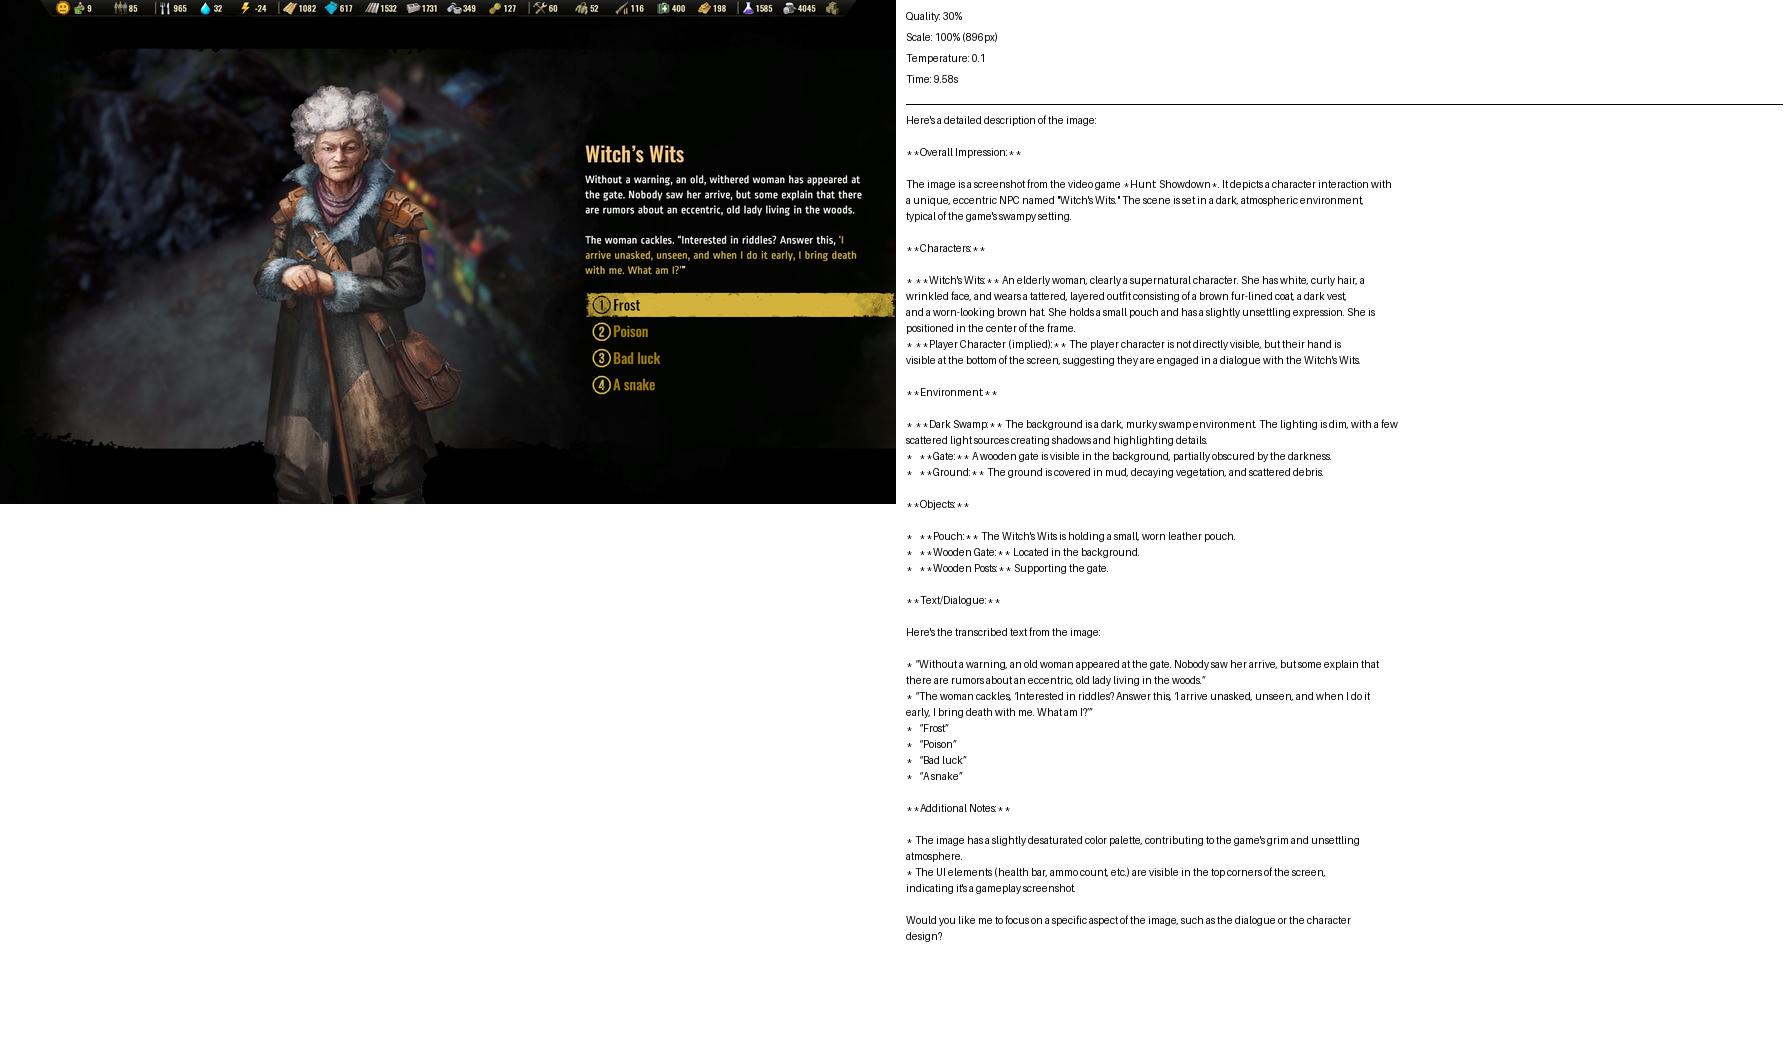 9 85 965 32 -24 1082 617 1532 1731 349 127 60 52 116 400 198 1585 4045
Witch's Wits
Without a warning, an old, withered woman has appeared at
the gate. Nobody saw her arrive, but some explain that there
are rumors about an eccentric, old lady living in the woods.
The woman cackles. “Interested in riddles? Answer this, ‘I
arrive unasked, unseen, and when I do it early, I bring death
with me. What am I?’”
1 Frost
2 Poison
3 Bad luck
4 A snake
Quality: 30%
Scale: 100% (896px)
Temperature: 0.1
Time: 9.58s
Here's a detailed description of the image:
**Overall Impression:**
The image is a screenshot from the video game *Hunt: Showdown*. It depicts a character interaction with
a unique, eccentric NPC named "Witch's Wits." The scene is set in a dark, atmospheric environment,
typical of the game's swampy setting.
**Characters:**
* **Witch's Wits:** An elderly woman, clearly a supernatural character. She has white, curly hair, a
wrinkled face, and wears a tattered, layered outfit consisting of a brown fur-lined coat, a dark vest,
and a worn-looking brown hat. She holds a small pouch and has a slightly unsettling expression. She is
positioned in the center of the frame.
* **Player Character (implied):** The player character is not directly visible, but their hand is
visible at the bottom of the screen, suggesting they are engaged in a dialogue with the Witch's Wits.
**Environment:**
* **Dark Swamp:** The background is a dark, murky swamp environment. The lighting is dim, with a few
scattered light sources creating shadows and highlighting details.
* **Gate:** A wooden gate is visible in the background, partially obscured by the darkness.
* **Ground:** The ground is covered in mud, decaying vegetation, and scattered debris.
**Objects:**
* **Pouch:** The Witch's Wits is holding a small, worn leather pouch.
* **Wooden Gate:** Located in the background.
* **Wooden Posts:** Supporting the gate.
**Text/Dialogue:**
Here's the transcribed text from the image:
* "Without a warning, an old woman appeared at the gate. Nobody saw her arrive, but some explain that
there are rumors about an eccentric, old lady living in the woods."
* "The woman cackles, 'Interested in riddles? Answer this, 'I arrive unasked, unseen, and when I do it
early, I bring death with me. What am I?'"
* "Frost"
* "Poison"
* "Bad luck"
* "A snake"
**Additional Notes:**
* The image has a slightly desaturated color palette, contributing to the game's grim and unsettling
atmosphere.
* The UI elements (health bar, ammo count, etc.) are visible in the top corners of the screen,
indicating it's a gameplay screenshot.
Would you like me to focus on a specific aspect of the image, such as the dialogue or the character
design?